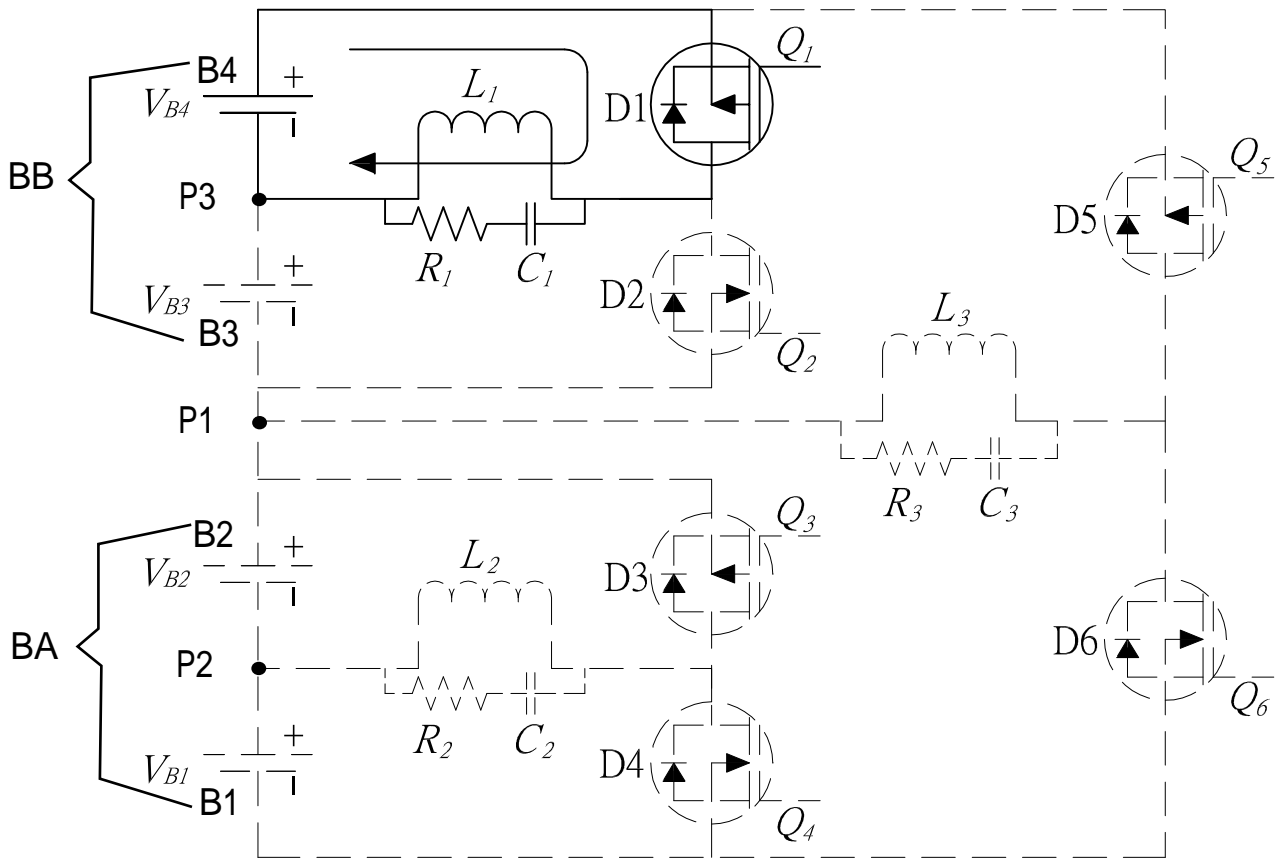 Q1
B4
+
L1
VB4
D1
BB
P3
Q5
R1
C1
D5
+
D2
VB3
L3
B3
Q2
P1
Q3
R3
C3
B2
+
L2
VB2
D3
BA
P2
D6
R2
C2
Q6
+
VB1
D4
B1
Q4